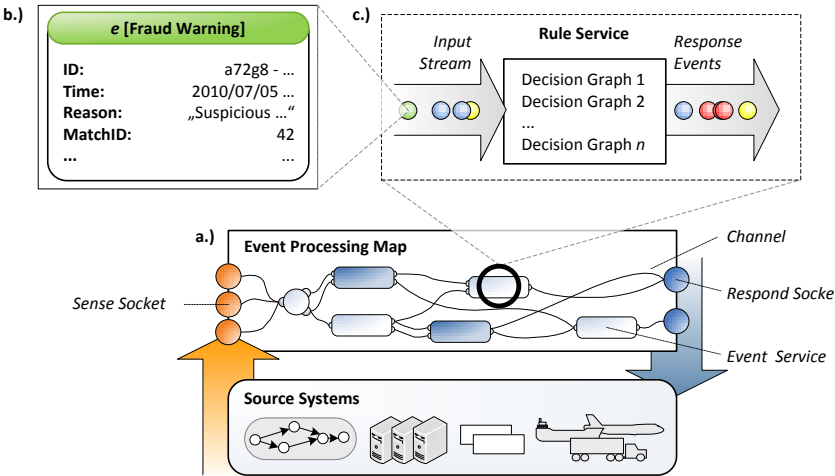 b.)
e [Fraud Warning]
ID: a72g8 - ...
Time: 2010/07/05 ...
Reason: „Suspicious ...“
MatchID: 42
... ...
c.)
Input
Stream
Rule Service
Decision Graph 1
Decision Graph 2
...
Decision Graph n
Response
Events
a.)
Event Processing Map
Channel
Sense Socket
Respond Socke
Event Service
Source Systems